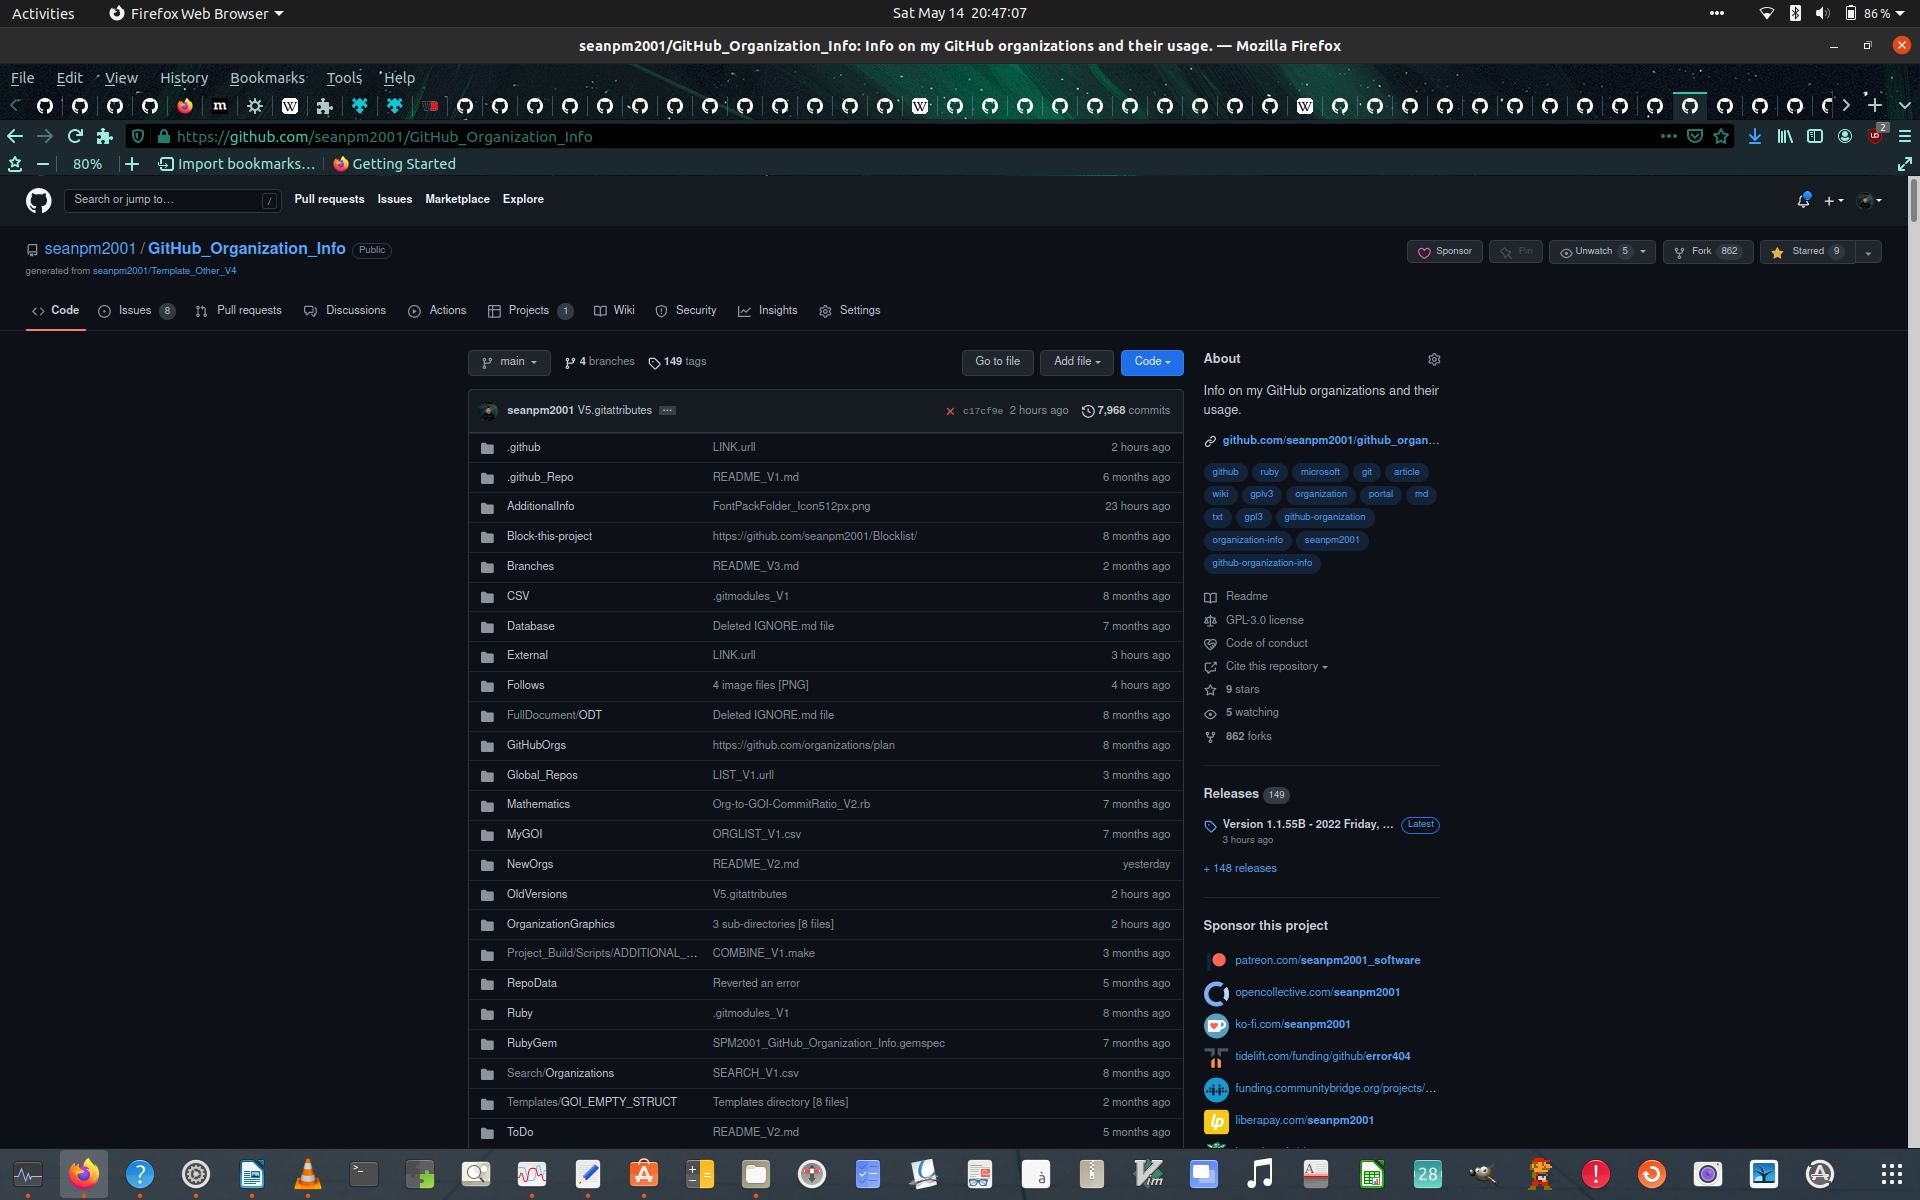 Activities Firefox Web Browser Sat May 14 20:47:07 86 %
seanpm2001/GitHub_Organization_Info: Info on my GitHub organizations and their usage. — Mozilla Firefox
File Edit View History Bookmarks Tools Help
https://github.com/seanpm2001/GitHub_Organization_Info 2
80% Import bookmarks... Getting Started
Search or jump to... / Pull requests Issues Marketplace Explore
seanpm2001 / GitHub_Organization_Info Public Sponsor Pin Unwatch 5 Fork 862 Starred 9
generated from seanpm2001/Template_Other_V4
Code Issues 8 Pull requests Discussions Actions Projects 1 Wiki Security Insights Settings
main 4 branches 149 tags Go to file Add file Code
seanpm2001 V5.gitattributes ... c17cf9e 2 hours ago 7,968 commits
.github LINK.urll 2 hours ago
.github_Repo README_V1.md 6 months ago
AdditionalInfo FontPackFolder_Icon512px.png 23 hours ago
Block-this-project https://github.com/seanpm2001/Blocklist/ 8 months ago
Branches README_V3.md 2 months ago
CSV .gitmodules_V1 8 months ago
Database Deleted IGNORE.md file 7 months ago
External LINK.urll 3 hours ago
Follows 4 image files [PNG] 4 hours ago
FullDocument/ODT Deleted IGNORE.md file 8 months ago
GitHubOrgs https://github.com/organizations/plan 8 months ago
Global_Repos LIST_V1.urll 3 months ago
Mathematics Org-to-GOI-CommitRatio_V2.rb 7 months ago
MyGOI ORGLIST_V1.csv 7 months ago
NewOrgs README_V2.md yesterday
OldVersions V5.gitattributes 2 hours ago
OrganizationGraphics 3 sub-directories [8 files] 2 hours ago
Project_Build/Scripts/ADDITIONAL_... COMBINE_V1.make 3 months ago
RepoData Reverted an error 5 months ago
Ruby .gitmodules_V1 8 months ago
RubyGem SPM2001_GitHub_Organization_Info.gemspec 7 months ago
Search/Organizations SEARCH_V1.csv 8 months ago
Templates/GOI_EMPTY_STRUCT Templates directory [8 files] 2 months ago
ToDo README_V2.md 5 months ago
About
Info on my GitHub organizations and their
usage.
github.com/seanpm2001/github_organ...
github ruby microsoft git article
wiki gplv3 organization portal md
txt gpl3 github-organization
organization-info seanpm2001
github-organization-info
Readme
GPL-3.0 license
Code of conduct
Cite this repository
9 stars
5 watching
862 forks
Releases 149
Version 1.1.55B - 2022 Friday, ... Latest
3 hours ago
+ 148 releases
Sponsor this project
patreon.com/seanpm2001_software
opencollective.com/seanpm2001
ko-fi.com/seanpm2001
tidelift.com/funding/github/error404
funding.communitybridge.org/projects/...
liberapay.com/seanpm2001
28